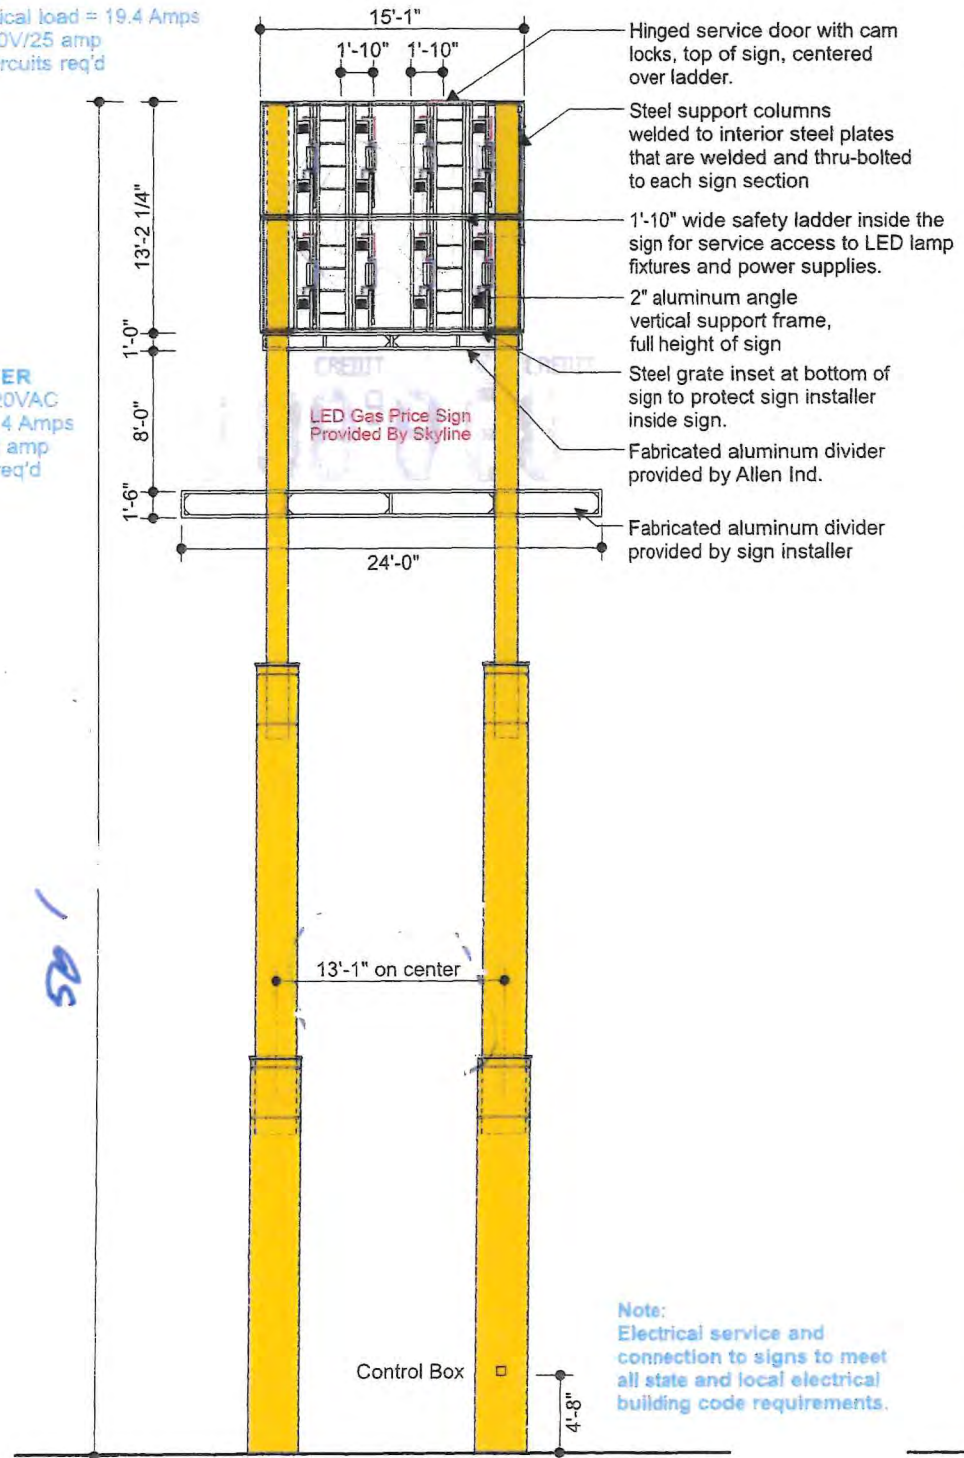 ical load = 19.4 Amps
0V/25 amp
rcuits req'd
15'-1"
1'-10" 1'-10"
Hinged service door with cam
locks, top of sign, centered
over ladder.
Steel support columns
welded to interior steel plates
that are welded and thru-bolted
to each sign section
13'-2 1/4"
1'-10" wide safety ladder inside the
sign for service access to LED lamp
fixtures and power supplies.
2" aluminum angle
vertical support frame,
full height of sign
1'-0"
Steel grate inset at bottom of
sign to protect sign installer
inside sign.
CREDIT CREDIT
ER
20VAC
4 Amps
amp
req'd
8'-0"
LED Gas Price Sign
Provided By Skyline
Fabricated aluminum divider
provided by Allen Ind.
1'-6"
Fabricated aluminum divider
provided by sign installer
24'-0"
13'-1" on center
Note:
Electrical service and
connection to signs to meet
all state and local electrical
building code requirements.
Control Box
4'-8"